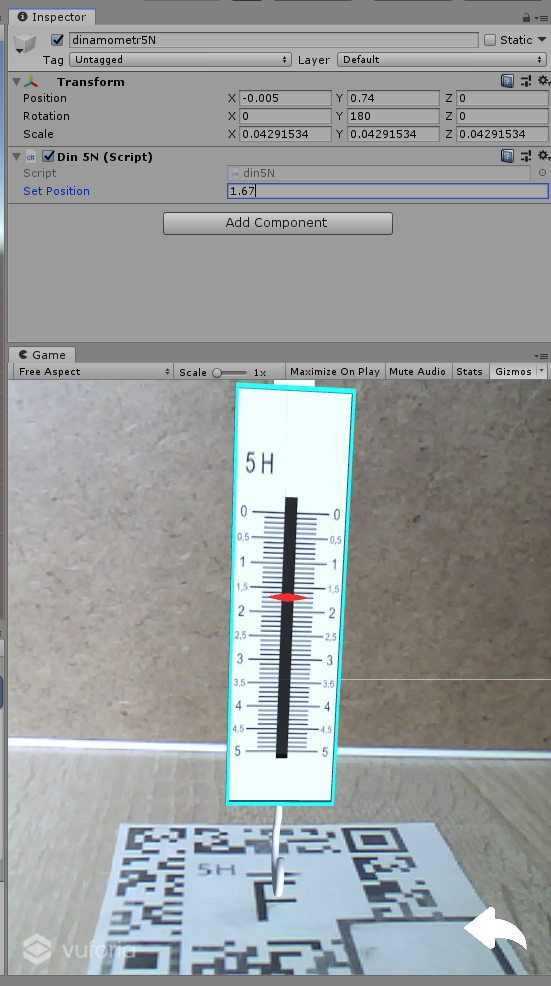 Inspector
dinamometr5N Static
Tag Untagged Layer Default
Transform
Position X -0.005 Y 0.74 Z 0
Rotation X 0 Y 180 Z 0
Scale X 0.04291534 Y 0.04291534 Z 0.04291534
Din 5N (Script)
Script din5N
Set Position 1.67
Add Component
Game
Free Aspect Scale 1x Maximize On Play Mute Audio Stats Gizmos
5Н
0 0
0,5 0,5
1 1
1,5 1,5
2 2
2,5 2,5
3 3
3,5 3,5
4 4
4,5 4,5
5 5
5Н
vuforia